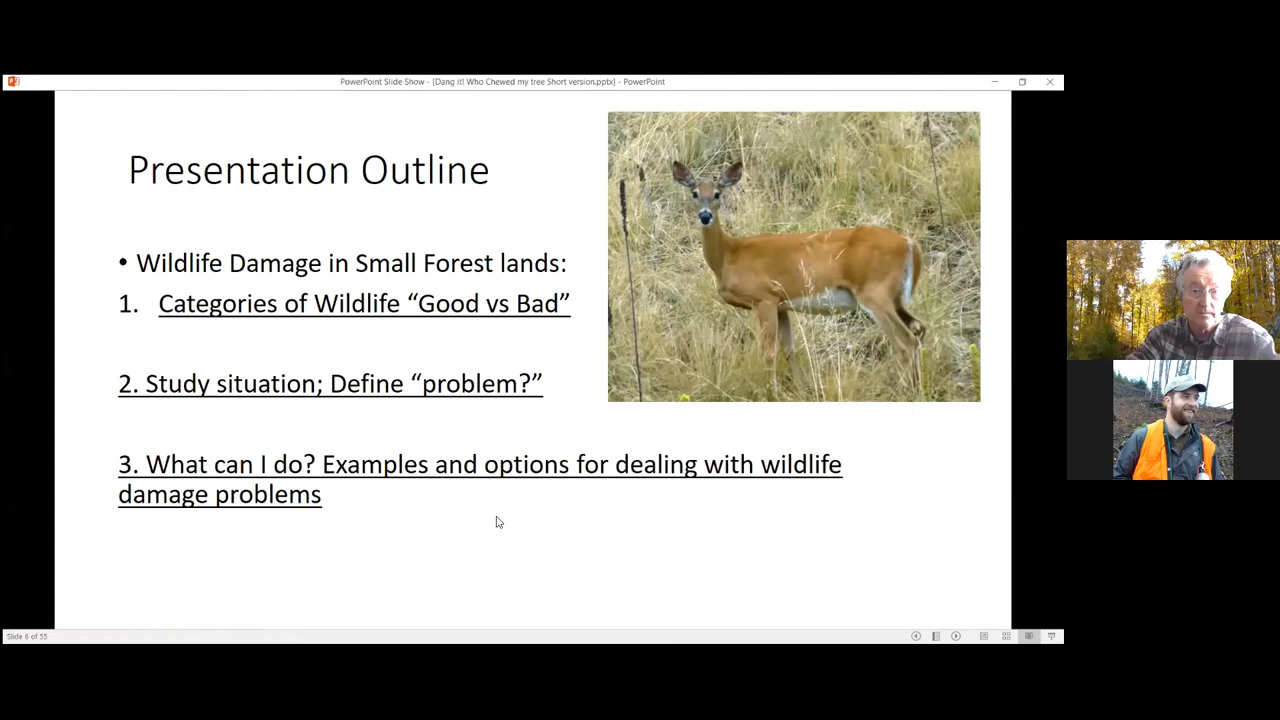 PowerPoint Slide Show - [Dang it! Who Chewed my tree Short version.pptx] - PowerPoint
Presentation Outline
• Wildlife Damage in Small Forest lands:
1. Categories of Wildlife “Good vs Bad”
2. Study situation; Define “problem?”
3. What can I do? Examples and options for dealing with wildlife
damage problems
Slide 6 of 55